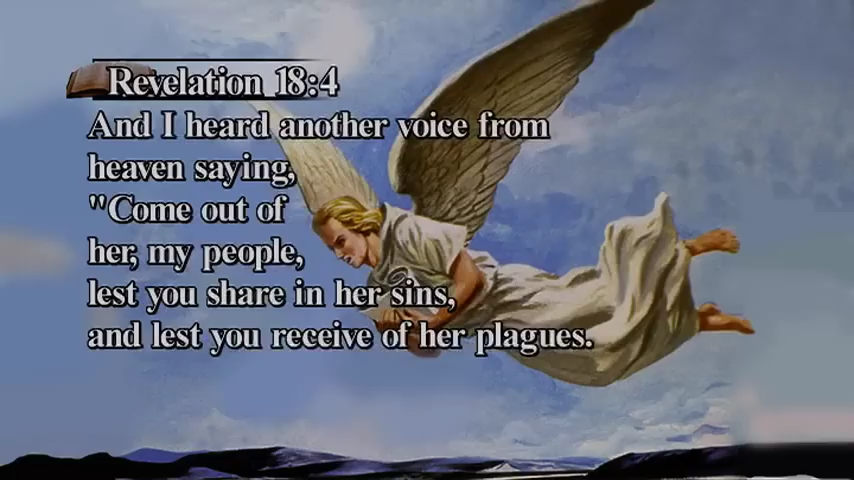 Revelation 18:4
And I heard another voice from
heaven saying,
"Come out of
her, my people,
lest you share in her sins,
and lest you receive of her plagues.